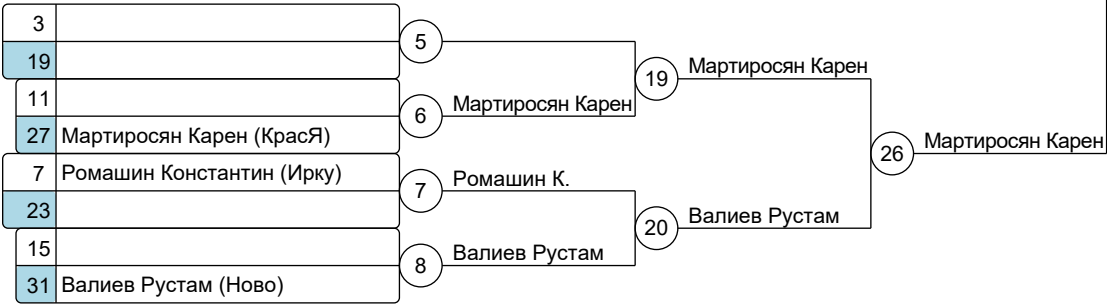 3
19
5
11
27 Мартиросян Карен (КрасЯ)
6 Мартиросян Карен
19 Мартиросян Карен
7 Ромашин Константин (Ирку)
23
7 Ромашин К.
15
31 Валиев Рустам (Ново)
8 Валиев Рустам
20 Валиев Рустам
26 Мартиросян Карен